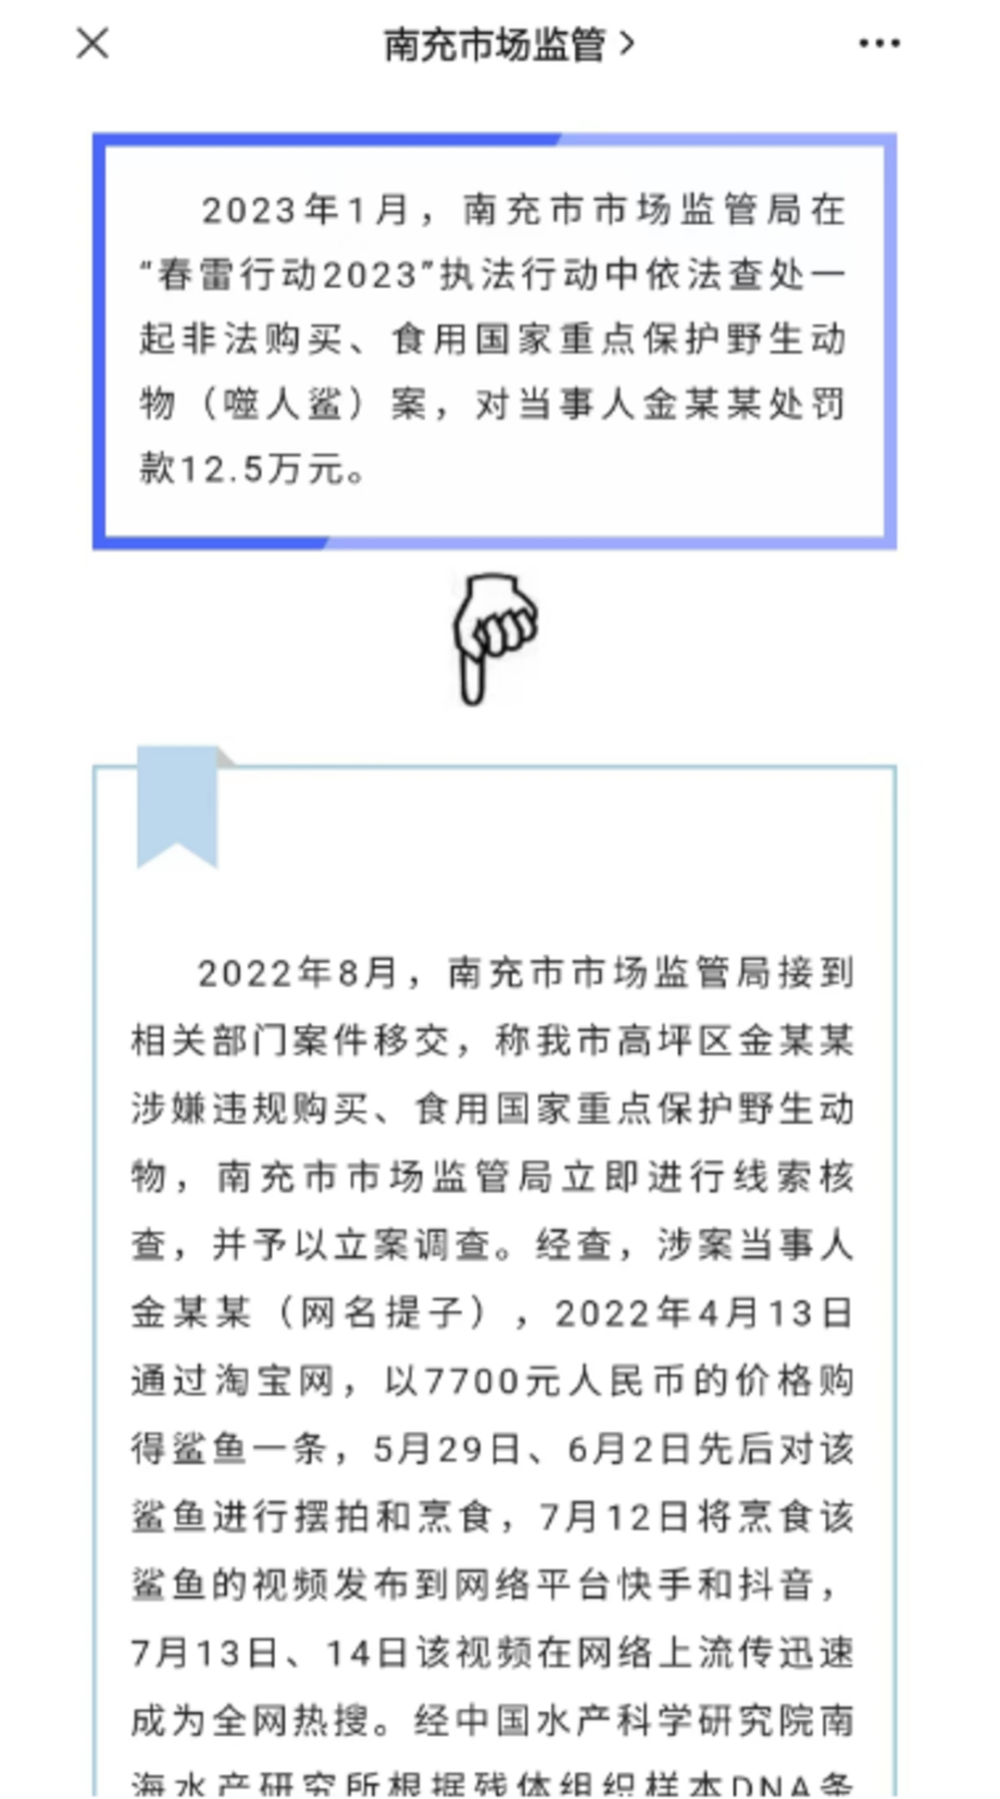 南充市场监管
2023年1月，南充市市场监管局在
“春雷行动2023”执法行动中依法查处一
起非法购买、食用国家重点保护野生动
物（噬人鲨）案，对当事人金某某处罚
款12.5万元。
2022年8月，南充市市场监管局接到
相关部门案件移交，称我市高坪区金某某
涉嫌违规购买、食用国家重点保护野生动
物，南充市市场监管局立即进行线索核
查，并予以立案调查。经查，涉案当事人
金某某（网名提子），2022年4月13日
通过淘宝网，以7700元人民币的价格购
得鲨鱼一条，5月29日、6月2日先后对该
鲨鱼进行摆拍和烹食，7月12日将烹食该
鲨鱼的视频发布到网络平台快手和抖音，
7月13日、14日该视频在网络上流传迅速
成为全网热搜。经中国水产科学研究院南
海水产研究所根据残体组织样本DNA条